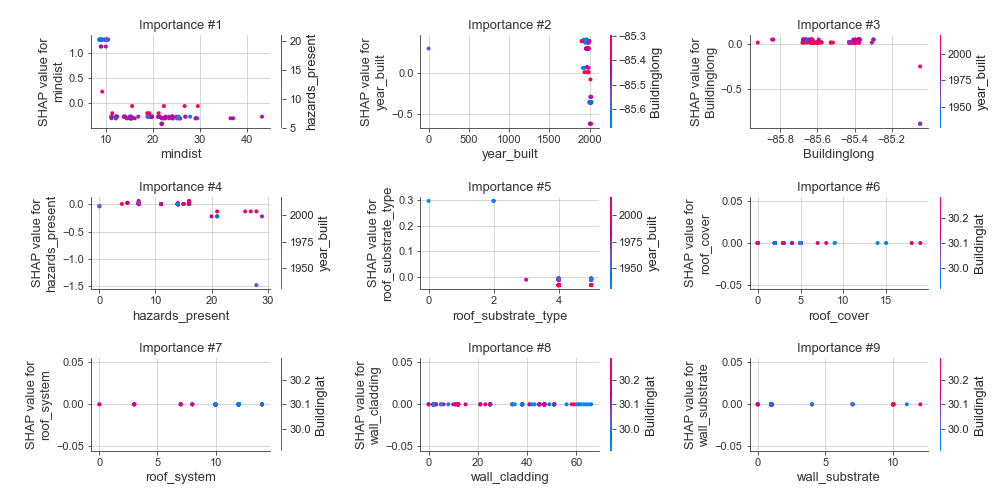 Importance #1
SHAP value for
mindist
1.0
0.5
0.0
10
20
30
40
mindist
20
15
10
5
hazards_present
Importance #2
SHAP value for
year_built
0.0
−0.5
0
500
1000
1500
2000
year_built
−85.3
−85.4
−85.5
−85.6
Buildinglong
Importance #3
SHAP value for
Buildinglong
0.0
−0.5
−85.8
−85.6
−85.4
−85.2
Buildinglong
2000
1975
1950
year_built
Importance #4
SHAP value for
hazards_present
0.0
−0.5
−1.0
−1.5
0
10
20
30
hazards_present
2000
1975
1950
year_built
Importance #5
SHAP value for
roof_substrate_type
0.3
0.2
0.1
0.0
0
2
4
roof_substrate_type
2000
1975
1950
year_built
Importance #6
SHAP value for
roof_cover
0.05
0.00
−0.05
0
5
10
15
roof_cover
30.2
30.1
30.0
Buildinglat
Importance #7
SHAP value for
roof_system
0.05
0.00
−0.05
0
5
10
roof_system
30.2
30.1
30.0
Buildinglat
Importance #8
SHAP value for
wall_cladding
0.05
0.00
−0.05
0
20
40
60
wall_cladding
30.2
30.1
30.0
Buildinglat
Importance #9
SHAP value for
wall_substrate
0.05
0.00
−0.05
0
5
10
wall_substrate
30.2
30.1
30.0
Buildinglat